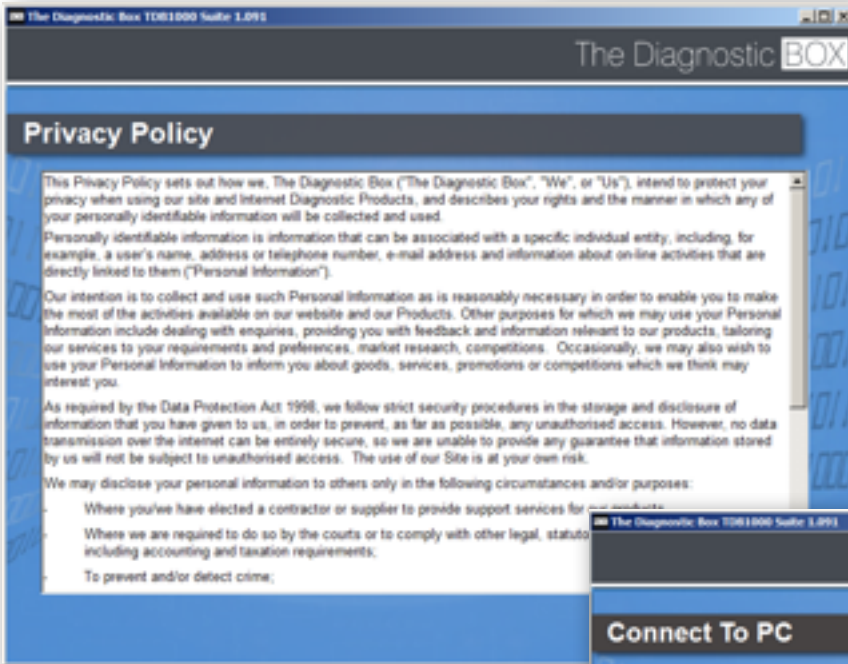 The Diagnostic Box TDB1000 Suite 1.091
The Diagnostic BOX
Privacy Policy
This Privacy Policy sets out how we, The Diagnostic Box ("The Diagnostic Box", "We", or "Us"), intend to protect your
privacy when using our site and Internet Diagnostic Products, and describes your rights and the manner in which any of
your personally identifiable information will be collected and used.
Personally identifiable information is information that can be associated with a specific individual entity, including, for
example, a user's name, address or telephone number, e-mail address and information about on-line activities that are
directly linked to them ("Personal Information").
Our intention is to collect and use such Personal Information as is reasonably necessary in order to enable you to make
the most of the activities available on our website and our Products. Other purposes for which we may use your Personal
Information include dealing with enquiries, providing you with feedback and information relevant to our products, tailoring
our services to your requirements and preferences, market research, competitions. Occasionally, we may also wish to
use your Personal Information to inform you about goods, services, promotions or competitions which we think may
interest you.
As required by the Data Protection Act 1998, we follow strict security procedures in the storage and disclosure of
information that you have given to us, in order to prevent, as far as possible, any unauthorised access. However, no data
transmission over the internet can be entirely secure, so we are unable to provide any guarantee that information stored
by us will not be subject to unauthorised access. The use of our Site is at your own risk.
We may disclose your personal information to others only in the following circumstances and/or purposes:
- Where you/we have elected a contractor or supplier to provide support services for our products
- Where we are required to do so by the courts or to comply with other legal, statuto
including accounting and taxation requirements;
- To prevent and/or detect crime;
The Diagnostic Box TDB1000 Suite 1.091
Connect To PC